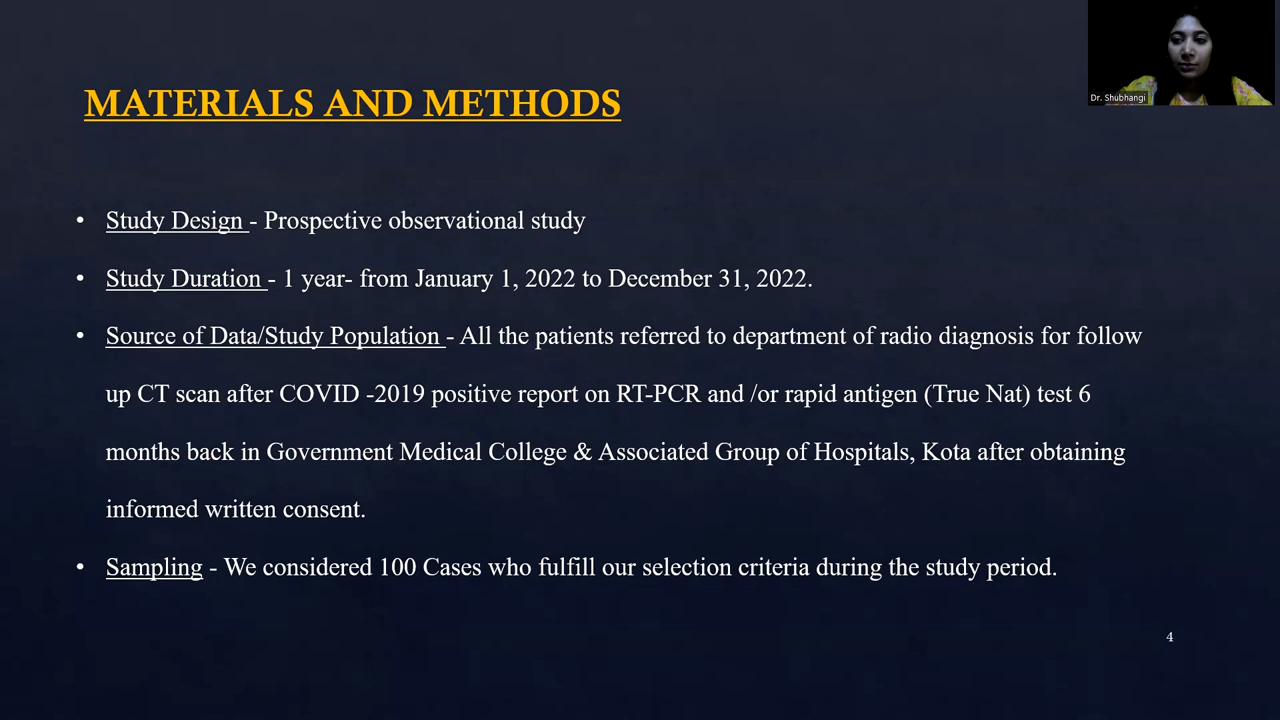 Dr. Shubhangi
MATERIALS AND METHODS
• Study Design - Prospective observational study
• Study Duration - 1 year- from January 1, 2022 to December 31, 2022.
• Source of Data/Study Population - All the patients referred to department of radio diagnosis for follow
up CT scan after COVID -2019 positive report on RT-PCR and /or rapid antigen (True Nat) test 6
months back in Government Medical College & Associated Group of Hospitals, Kota after obtaining
informed written consent.
• Sampling - We considered 100 Cases who fulfill our selection criteria during the study period.
4